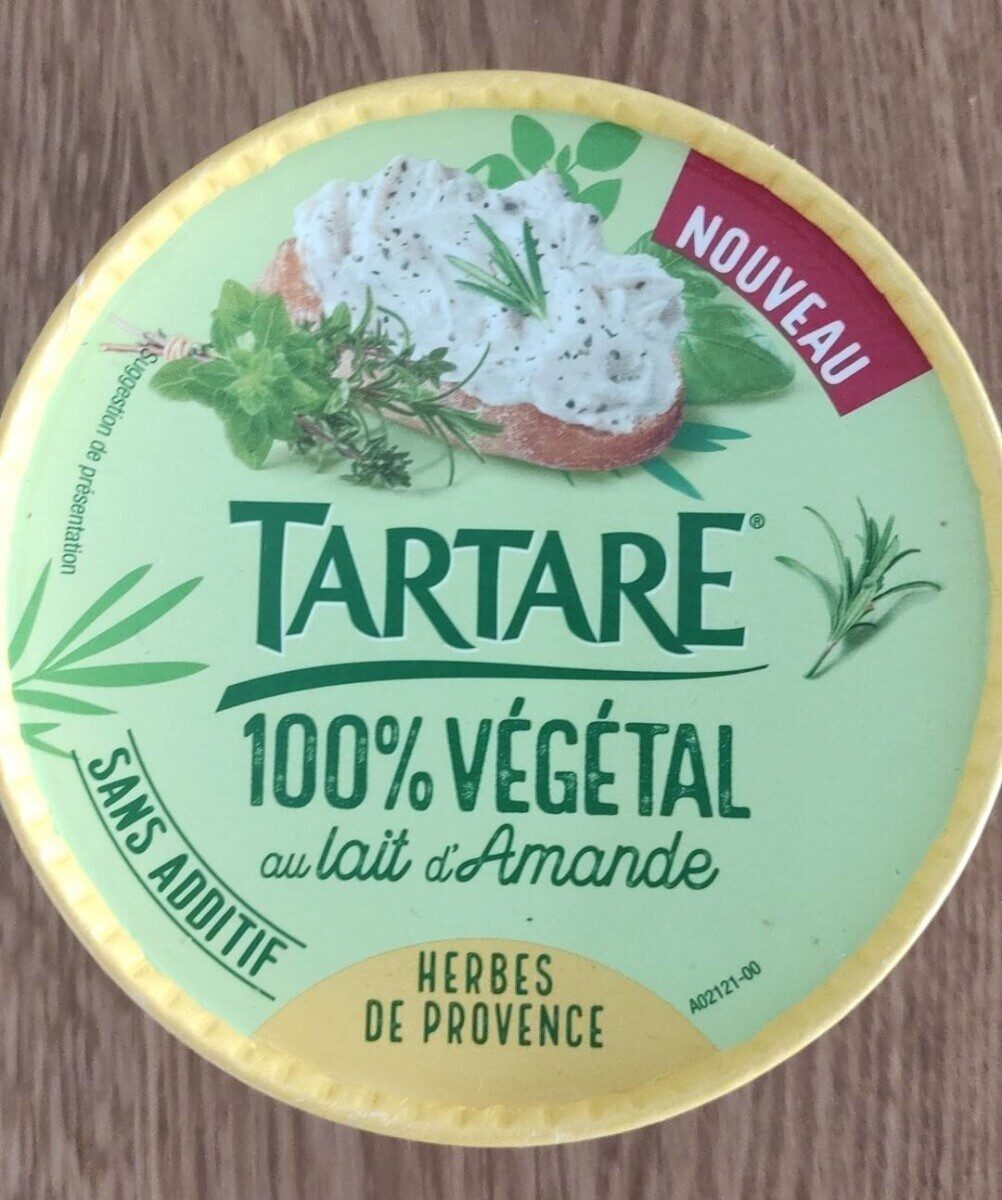 NOUVEAU
Suggestion de présentation
TARTARE®
100% VÉGÉTAL
au lait d'Amande
SANS ADDITIF
HERBES
DE PROVENCE
A02121-00